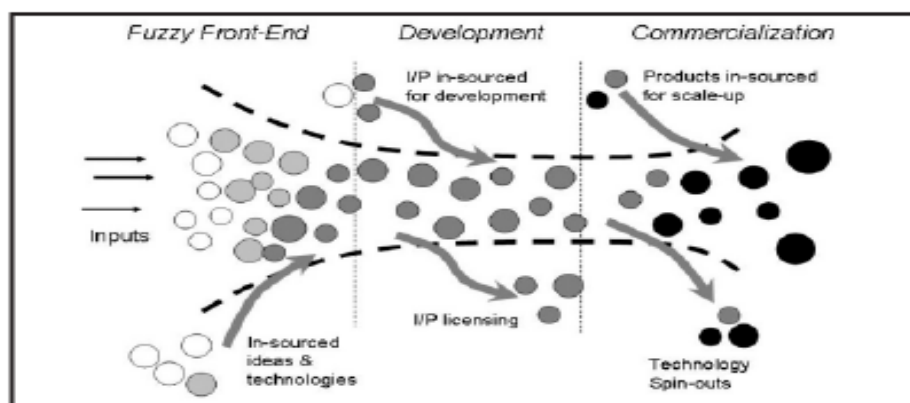 Fuzzy Front-End
Development
Commercialization
I/P in-sourced
for development
Products in-sourced
for scale-up
Inputs
In-sourced
ideas &
technologies
I/P licensing
Technology
Spin-outs